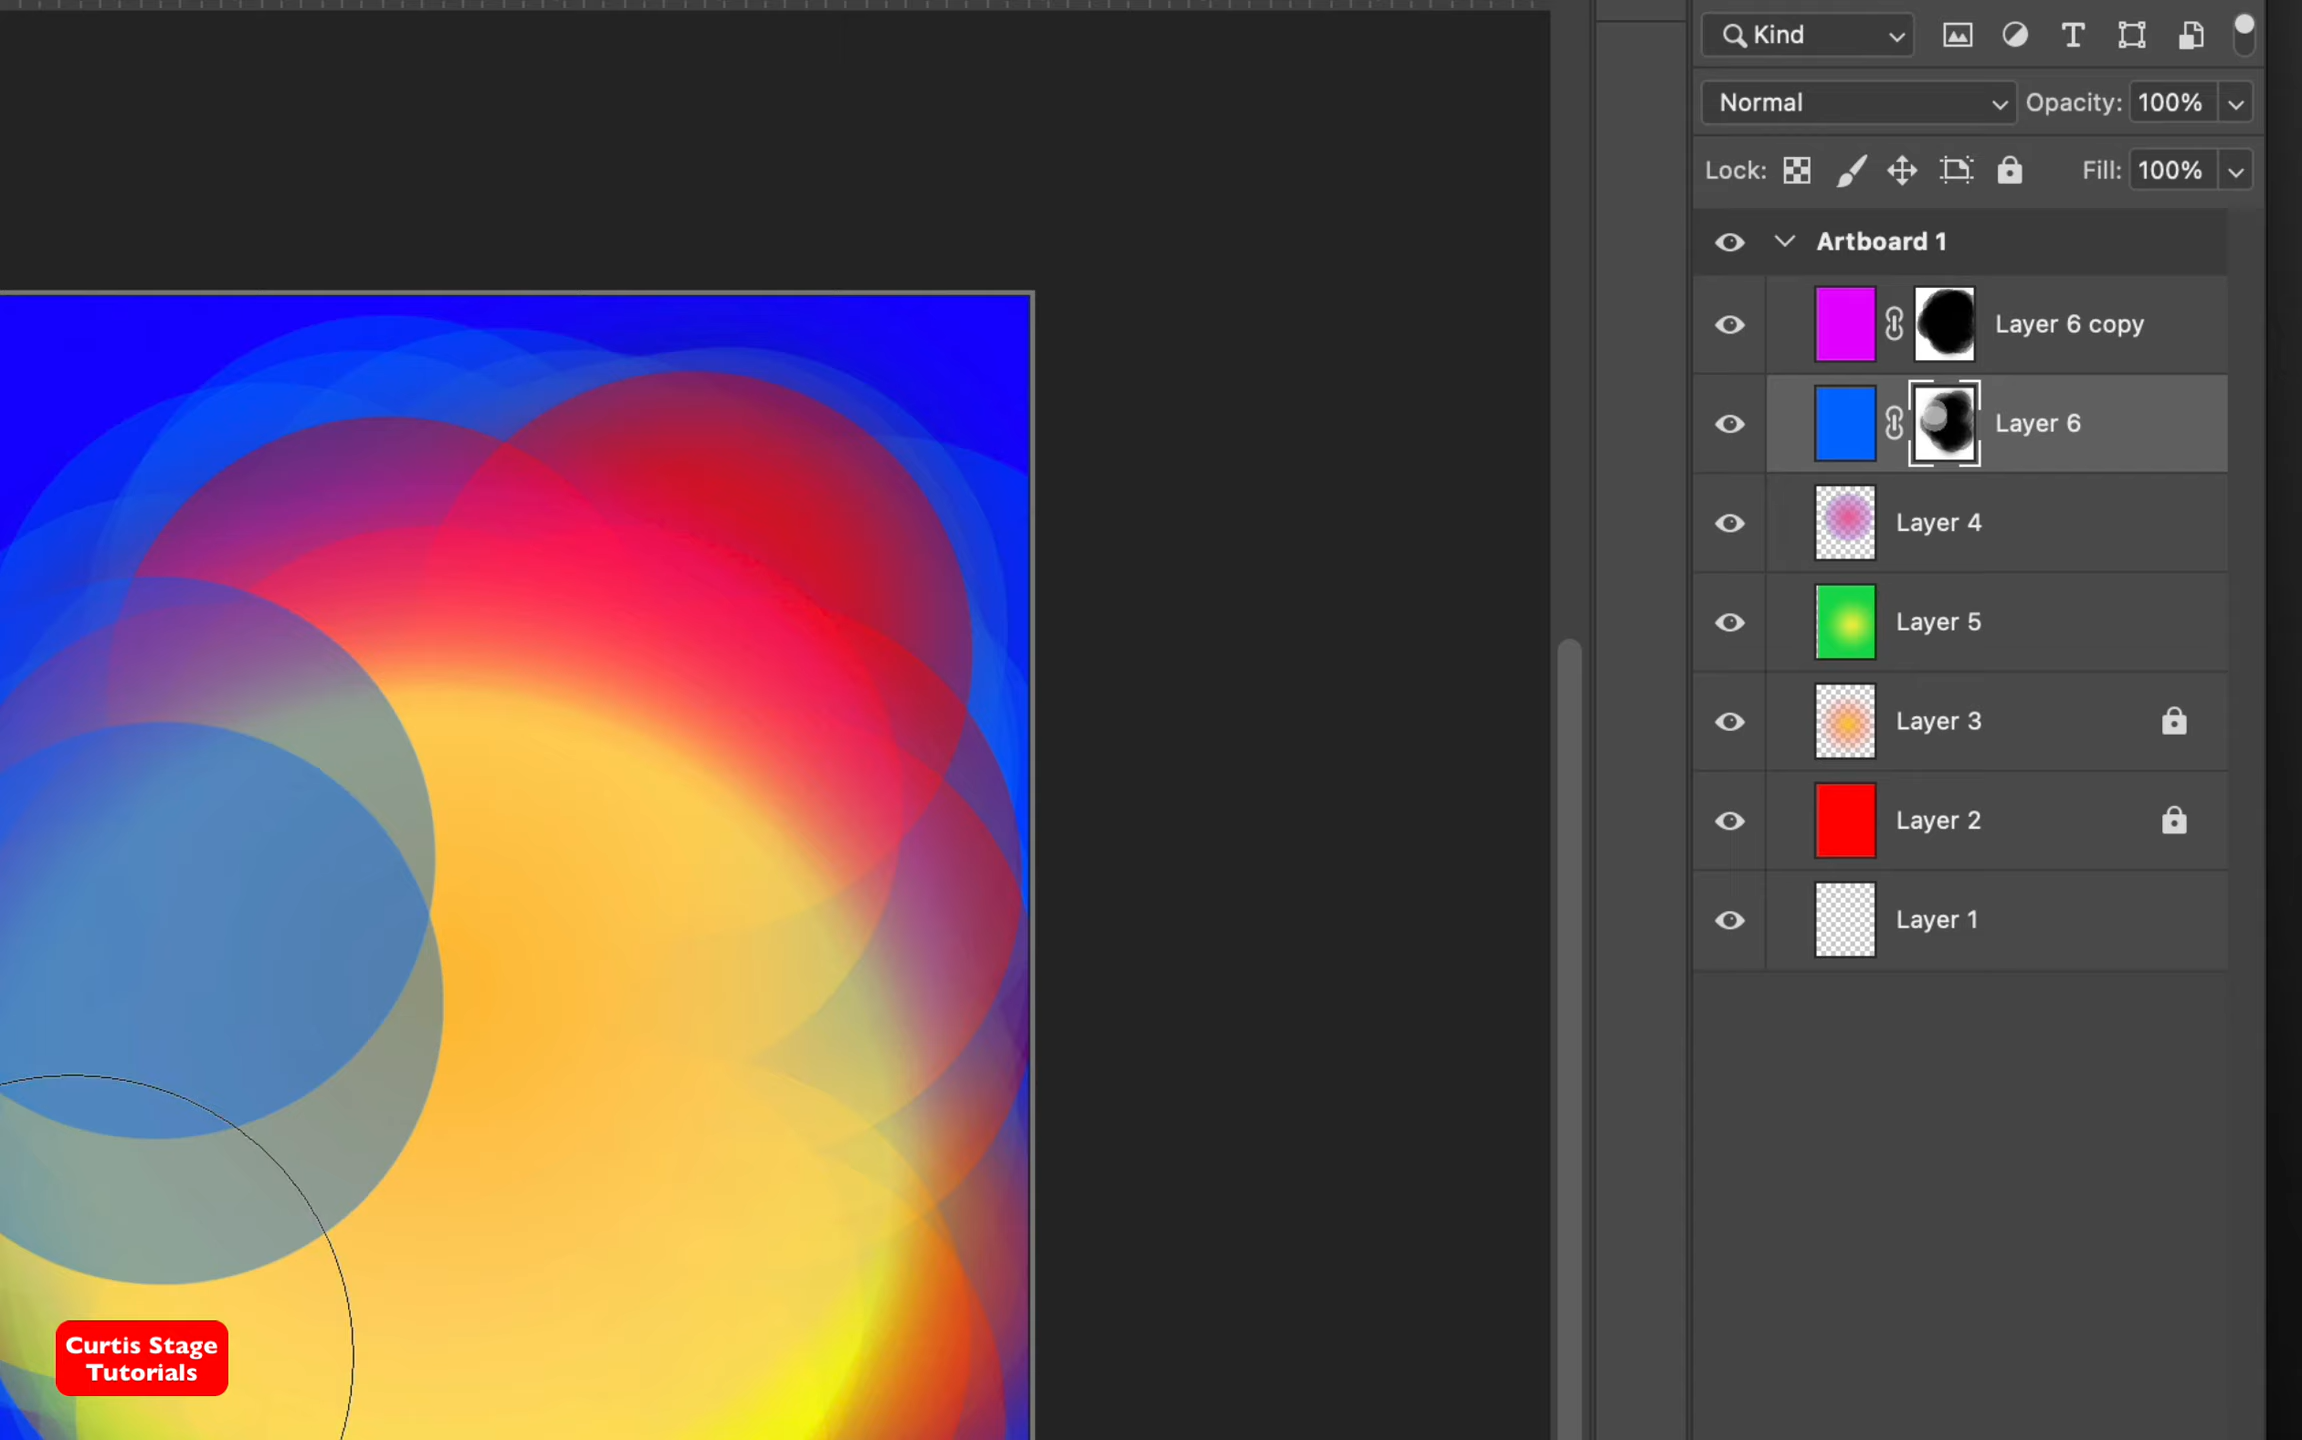 Kind
Normal
Opacity: 100%
Lock:
Fill: 100%
Artboard 1
Layer 6 copy
Layer 6
Layer 4
Layer 5
Layer 3
Layer 2
Layer 1
Curtis Stage
Tutorials